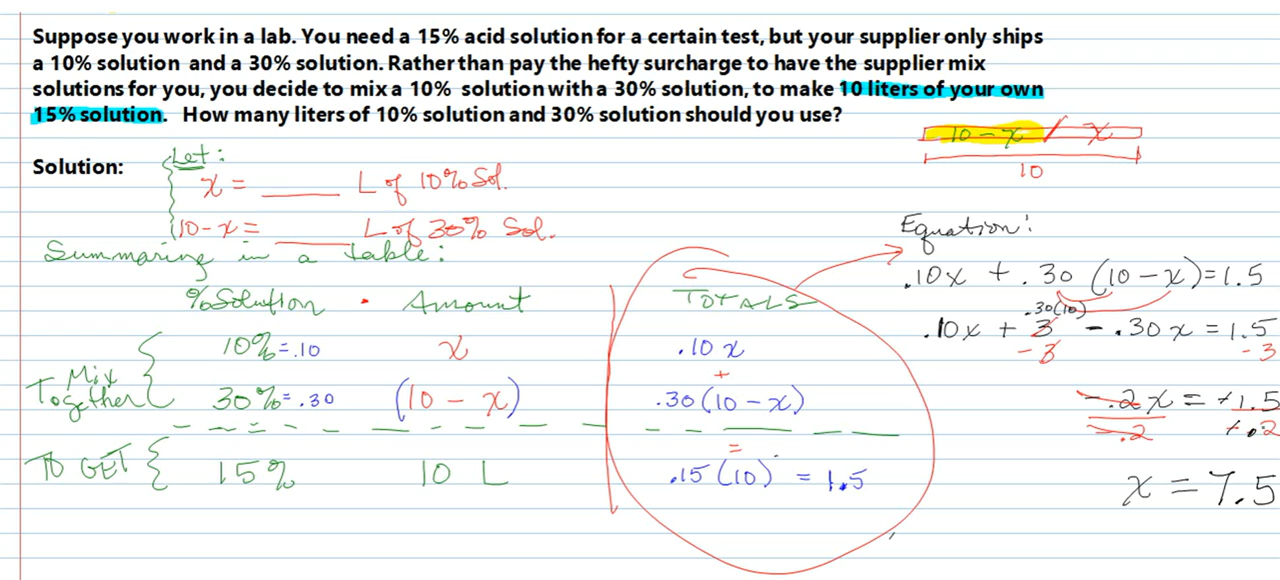 Suppose you work in a lab. You need a 15% acid solution for a certain test, but your supplier only ships
a 10% solution and a 30% solution. Rather than pay the hefty surcharge to have the supplier mix
solutions for you, you decide to mix a 10% solution with a 30% solution, to make 10 liters of your own
15% solution. How many liters of 10% solution and 30% solution should you use?
10 - x / x
10
Solution:
Let:
x = ____ L of 10% Sol.
10 - x = ____ L of 30% Sol.
Summaring in a table:
%Solution · Amount TOTALS
Mix Together
10% = .10 x .10 x
+
30% = .30 (10 - x) .30(10 - x)
=
TO GET 15% 10 L .15(10) = 1.5
Equation:
.10x + .30(10 - x) = 1.5
.30(10)
.10x + 3 - .30x = 1.5
-3 -3
-.2x = +1.5
-.2 +.2
x = 7.5